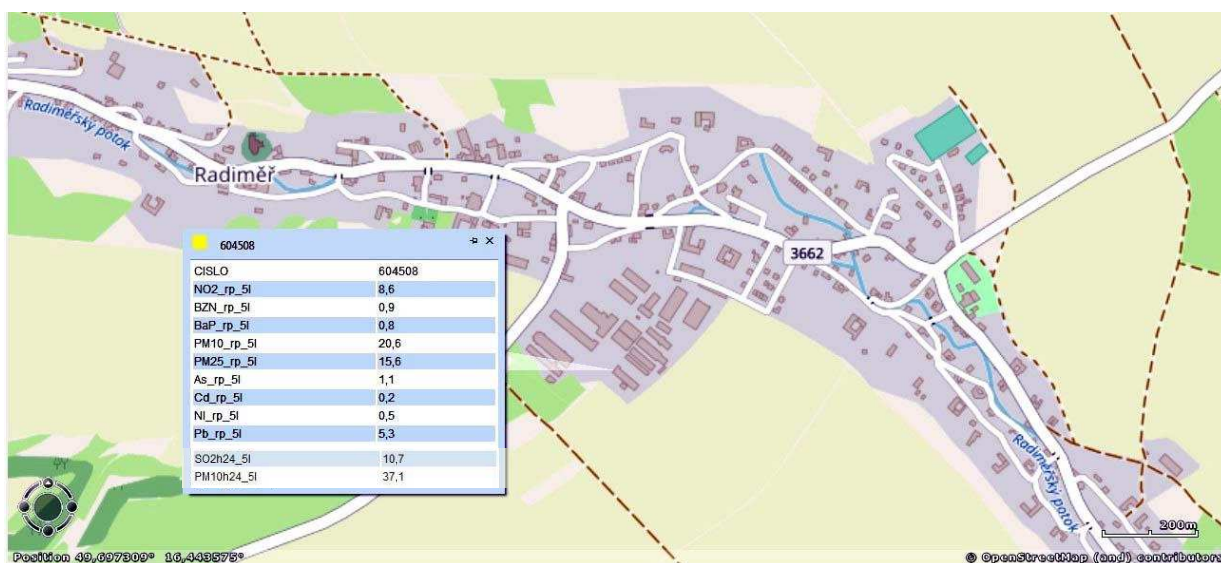 Radiměřský potok
Radiměř
3662
604508
CISLO 604508
NO2_rp_5l 8,6
BZN_rp_5l 0,9
BaP_rp_5l 0,8
PM10_rp_5l 20,6
PM25_rp_5l 15,6
As_rp_5l 1,1
Cd_rp_5l 0,2
NI_rp_5l 0,5
Pb_rp_5l 5,3
SO2h24_5l 10,7
PM10h24_5l 37,1
Radiměřský potok
200m
Position 49,697309° 16,443575°
© OpenStreetMap (and) contributors